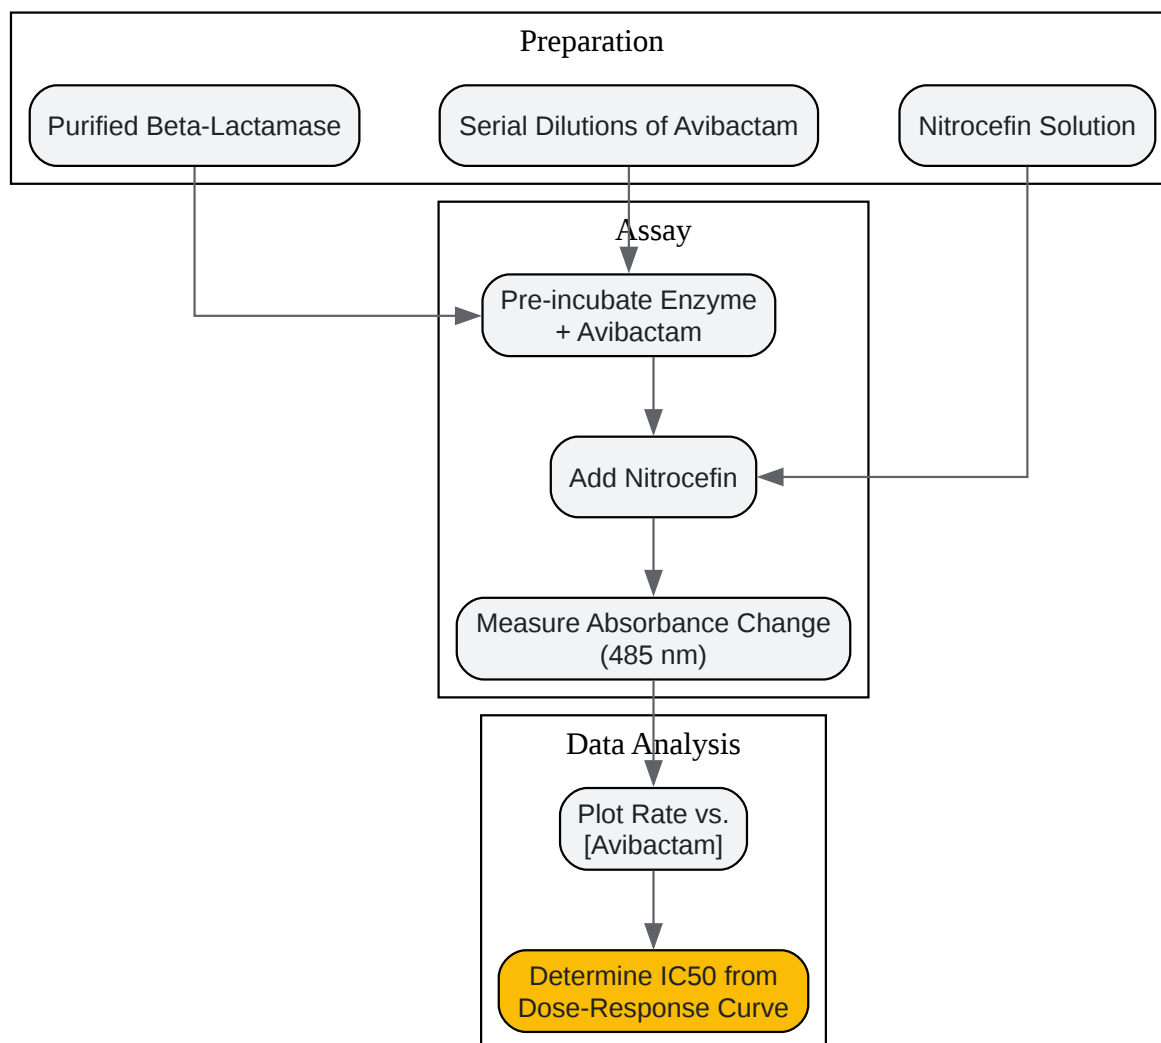 Preparation
Purified Beta-Lactamase
Serial Dilutions of Avibactam
Nitrocefin Solution
Assay
Pre-incubate Enzyme
+ Avibactam
Add Nitrocefin
Measure Absorbance Change
(485 nm)
Data Analysis
Plot Rate vs.
[Avibactam]
Determine IC50 from
Dose-Response Curve